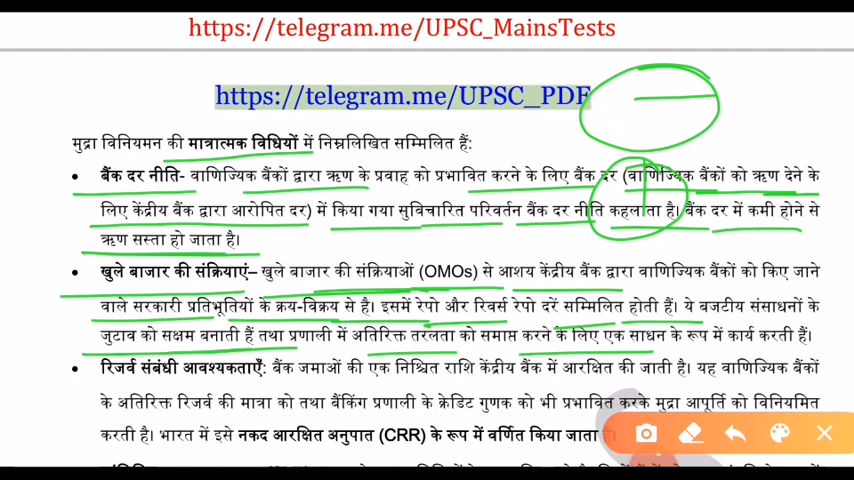 https://telegram.me/UPSC_MainsTests
https://telegram.me/UPSC_PDF
मुद्रा विनियमन की मात्रात्मक विधियों में निम्नलिखित सम्मिलित हैं:
• बैंक दर नीति- वाणिज्यिक बैंकों द्वारा ऋण के प्रवाह को प्रभावित करने के लिए बैंक दर (वाणिज्यिक बैंकों को ऋण देने के
लिए केंद्रीय बैंक द्वारा आरोपित दर) में किया गया सुविचारित परिवर्तन बैंक दर नीति कहलाता है। बैंक दर में कमी होने से
ऋण सस्ता हो जाता है।
• खुले बाजार की संक्रियाएं– खुले बाजार की संक्रियाओं (OMOs) से आशय केंद्रीय बैंक द्वारा वाणिज्यिक बैंकों को किए जाने
वाले सरकारी प्रतिभूतियों के क्रय-विक्रय से है। इसमें रेपो और रिवर्स रेपो दरें सम्मिलित होती हैं। ये बजटीय संसाधनों के
जुटाव को सक्षम बनाती हैं तथा प्रणाली में अतिरिक्त तरलता को समाप्त करने के लिए एक साधन के रूप में कार्य करती हैं।
• रिजर्व संबंधी आवश्यकताएँ: बैंक जमाओं की एक निश्चित राशि केंद्रीय बैंक में आरक्षित की जाती है। यह वाणिज्यिक बैंकों
के अतिरिक्त रिजर्व की मात्रा को तथा बैंकिंग प्रणाली के क्रेडिट गुणक को भी प्रभावित करके मुद्रा आपूर्ति को विनियमित
करती है। भारत में इसे नकद आरक्षित अनुपात (CRR) के रूप में वर्णित किया जाता है।